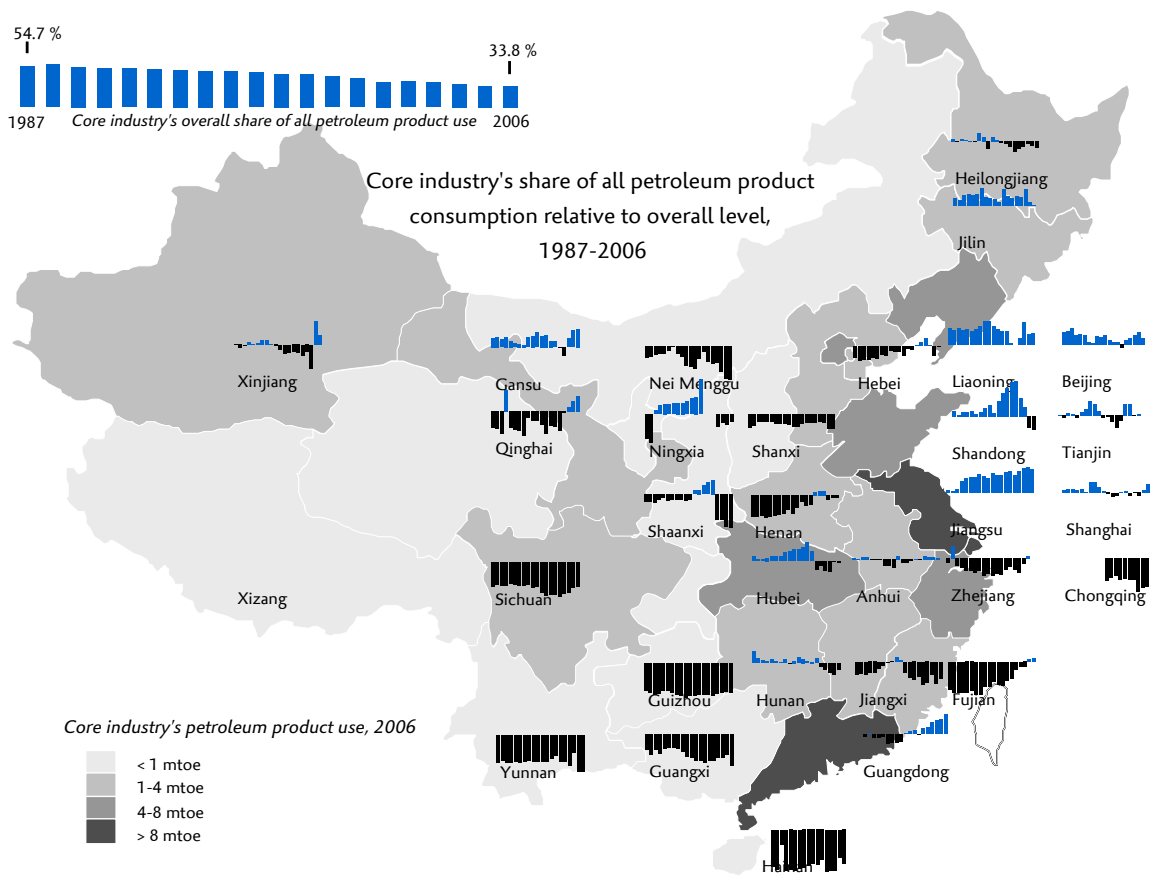 54.7 %
33.8 %
1987
Core industry's overall share of all petroleum product use
2006
Core industry's share of all petroleum product
consumption relative to overall level,
1987-2006
Heilongjiang
Jilin
Xinjiang
Gansu
Nei Menggu
Hebei
Liaoning
Beijing
Qinghai
Ningxia
Shanxi
Shandong
Tianjin
Shaanxi
Henan
Jiangsu
Shanghai
Xizang
Sichuan
Hubei
Anhui
Zhejiang
Chongqing
Guizhou
Hunan
Jiangxi
Fujian
Yunnan
Guangxi
Guangdong
Hainan
Core industry's petroleum product use, 2006
< 1 mtoe
1-4 mtoe
4-8 mtoe
> 8 mtoe